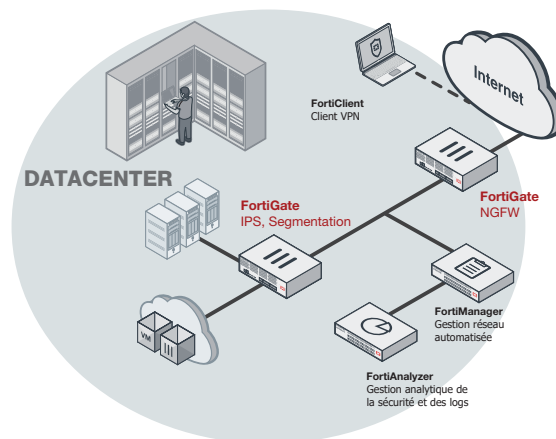 Internet
FortiClient
Client VPN
DATACENTER
FortiGate
NGFW
FortiGate
IPS, Segmentation
VM
FortiManager
Gestion réseau
automatisée
FortiAnalyzer
Gestion analytique de
la sécurité et des logs